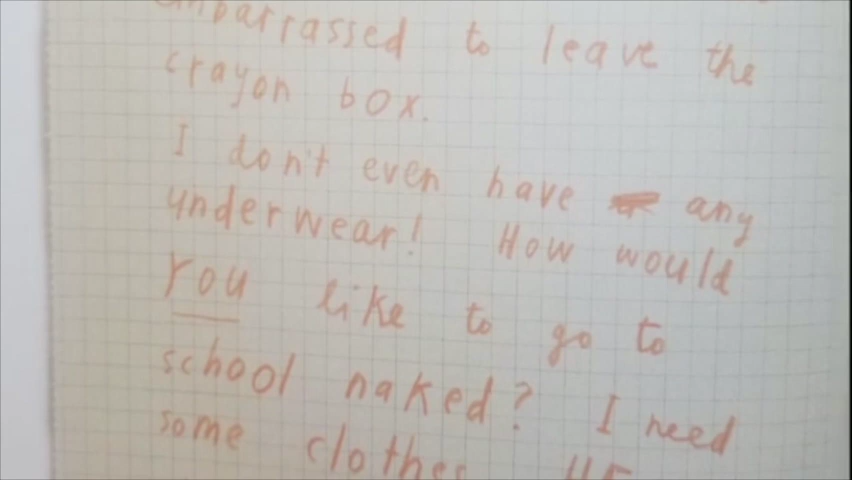 embarrassed to leave the
crayon box.
I don't even have any
underwear! How would
you like to go to
school naked? I need
some clothes